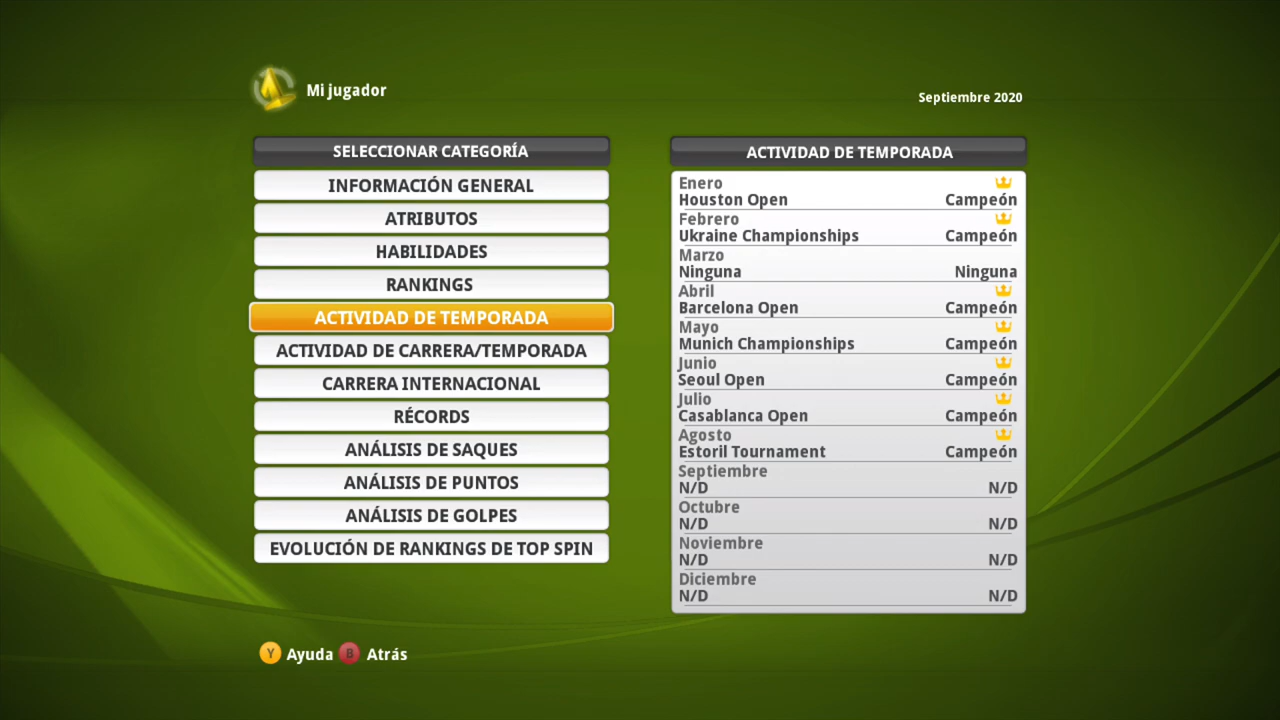 Mi jugador
Septiembre 2020
SELECCIONAR CATEGORÍA
INFORMACIÓN GENERAL
ATRIBUTOS
HABILIDADES
RANKINGS
ACTIVIDAD DE TEMPORADA
ACTIVIDAD DE CARRERA/TEMPORADA
CARRERA INTERNACIONAL
RÉCORDS
ANÁLISIS DE SAQUES
ANÁLISIS DE PUNTOS
ANÁLISIS DE GOLPES
EVOLUCIÓN DE RANKINGS DE TOP SPIN
ACTIVIDAD DE TEMPORADA
Enero
Houston Open Campeón
Febrero
Ukraine Championships Campeón
Marzo
Ninguna Ninguna
Abril
Barcelona Open Campeón
Mayo
Munich Championships Campeón
Junio
Seoul Open Campeón
Julio
Casablanca Open Campeón
Agosto
Estoril Tournament Campeón
Septiembre
N/D N/D
Octubre
N/D N/D
Noviembre
N/D N/D
Diciembre
N/D N/D
Y Ayuda B Atrás